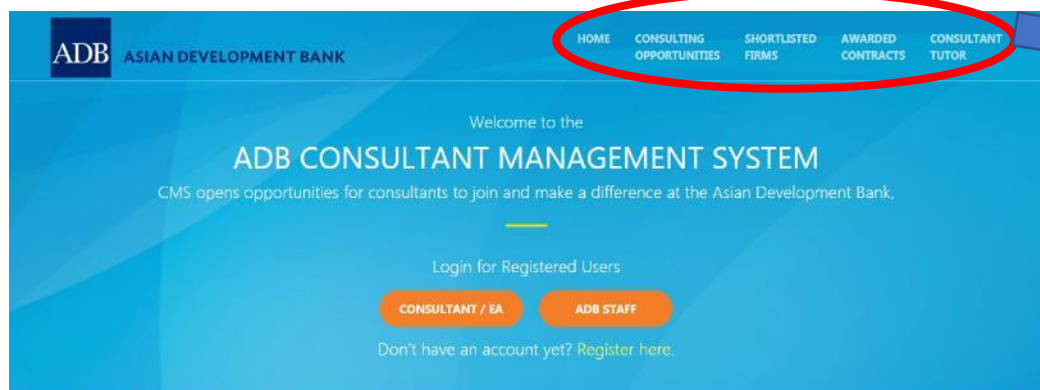 ADB ASIAN DEVELOPMENT BANK
HOME
CONSULTING OPPORTUNITIES
SHORTLISTED FIRMS
AWARDED CONTRACTS
CONSULTANT TUTOR
Welcome to the
ADB CONSULTANT MANAGEMENT SYSTEM
CMS opens opportunities for consultants to join and make a difference at the Asian Development Bank.
Login for Registered Users
CONSULTANT / EA
ADB STAFF
Don't have an account yet? Register here.